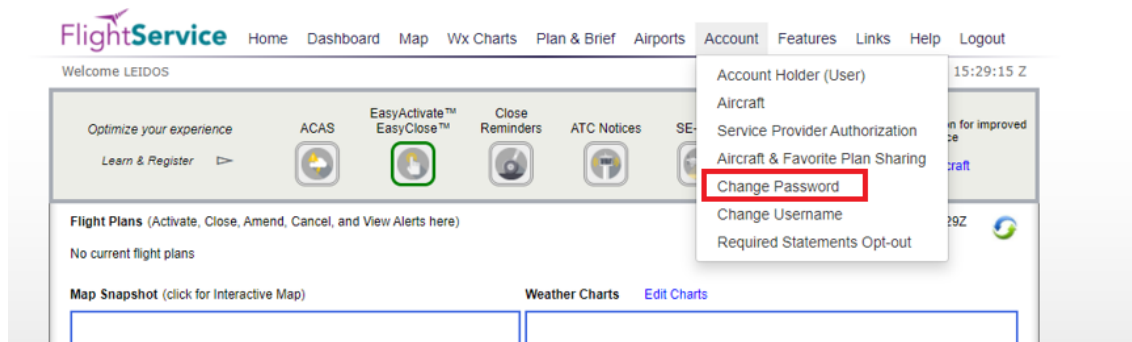 FlightService Home Dashboard Map Wx Charts Plan & Brief Airports Account Features Links Help Logout
Welcome LEIDOS 15:29:15 Z
Account Holder (User)
Aircraft
Service Provider Authorization
Aircraft & Favorite Plan Sharing
Change Password
Change Username
Required Statements Opt-out
Optimize your experience
Learn & Register
ACAS
EasyActivate™
EasyClose™
Close
Reminders
ATC Notices
SE-
n for improved
Flight Plans (Activate, Close, Amend, Cancel, and View Alerts here) 29Z
No current flight plans
Map Snapshot (click for Interactive Map) Weather Charts Edit Charts